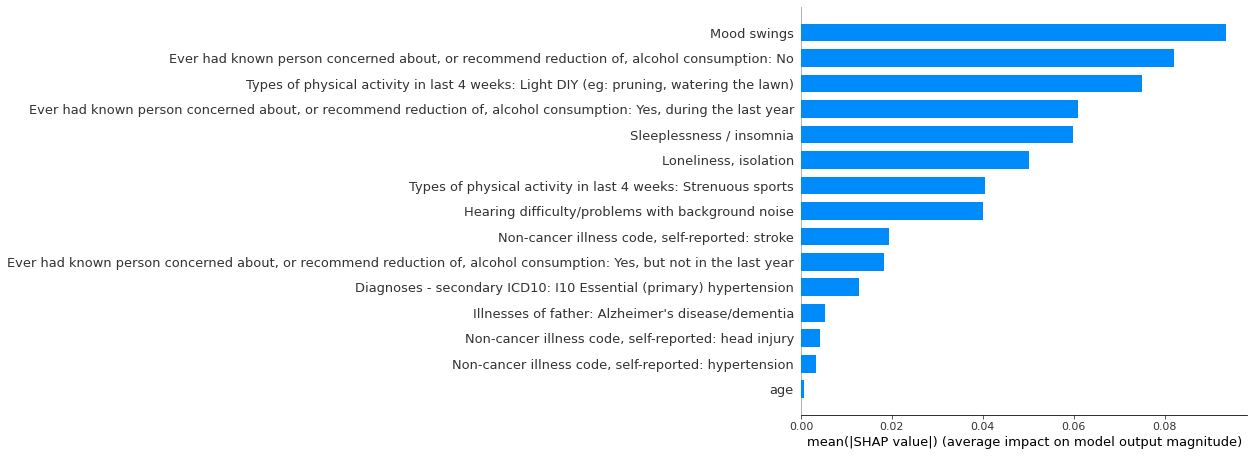 Mood swings
Ever had known person concerned about, or recommend reduction of, alcohol consumption: No
Types of physical activity in last 4 weeks: Light DIY (eg: pruning, watering the lawn)
Ever had known person concerned about, or recommend reduction of, alcohol consumption: Yes, during the last year
Sleeplessness / insomnia
Loneliness, isolation
Types of physical activity in last 4 weeks: Strenuous sports
Hearing difficulty/problems with background noise
Non-cancer illness code, self-reported: stroke
Ever had known person concerned about, or recommend reduction of, alcohol consumption: Yes, but not in the last year
Diagnoses - secondary ICD10: I10 Essential (primary) hypertension
Illnesses of father: Alzheimer's disease/dementia
Non-cancer illness code, self-reported: head injury
Non-cancer illness code, self-reported: hypertension
age
0.00 0.02 0.04 0.06 0.08
mean(|SHAP value|) (average impact on model output magnitude)